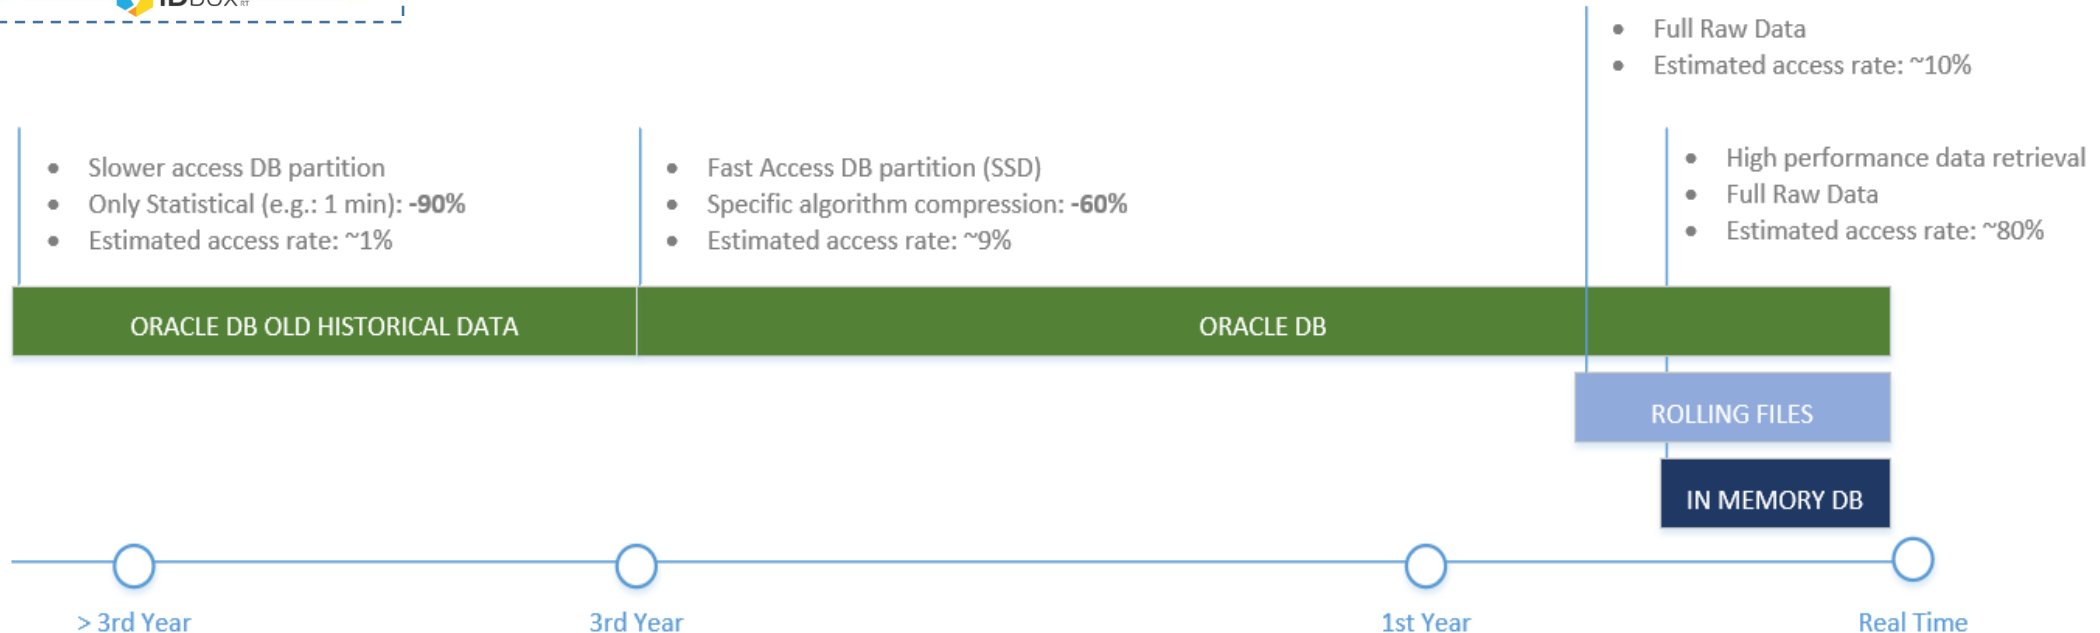 IDBOX RT
• Full Raw Data
• Estimated access rate: ~10%
• Slower access DB partition
• Only Statistical (e.g.: 1 min): -90%
• Estimated access rate: ~1%
• Fast Access DB partition (SSD)
• Specific algorithm compression: -60%
• Estimated access rate: ~9%
• High performance data retrieval
• Full Raw Data
• Estimated access rate: ~80%
ORACLE DB OLD HISTORICAL DATA
ORACLE DB
ROLLING FILES
IN MEMORY DB
> 3rd Year
3rd Year
1st Year
Real Time